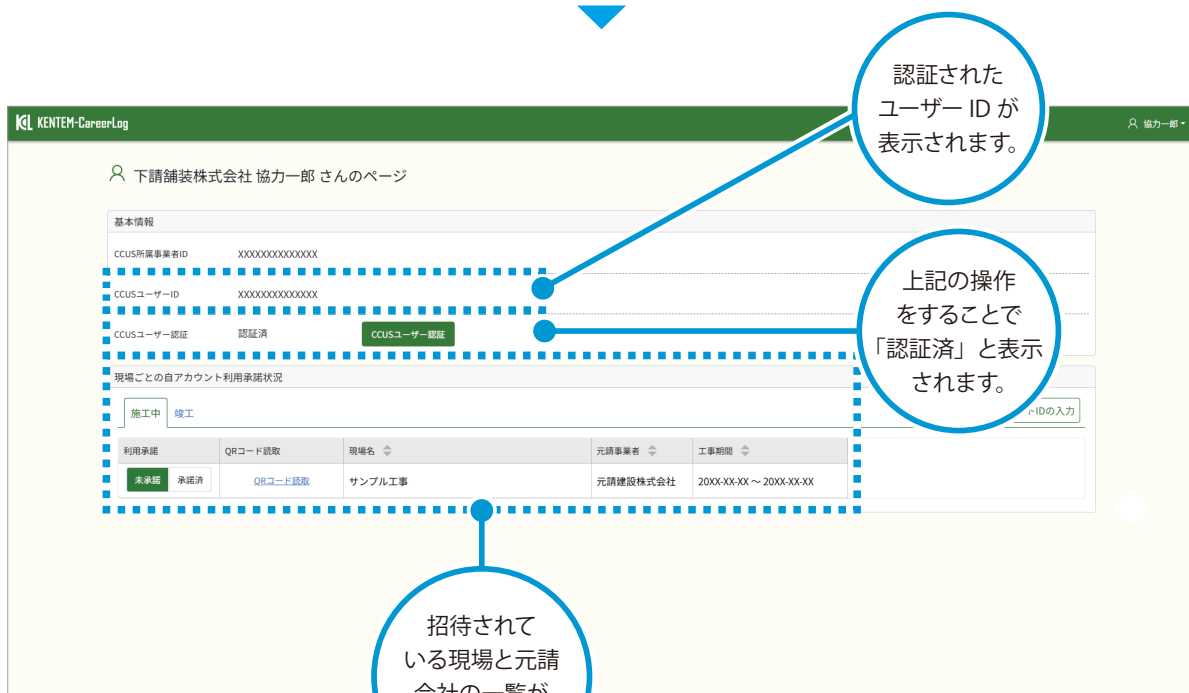 認証された
ユーザー ID が
表示されます。
KENTEM-CareerLog
協力一郎
下請舗装株式会社 協力一郎 さんのページ
基本情報
CCUS所属事業者ID XXXXXXXXXXXXXX
CCUSユーザーID XXXXXXXXXXXXXX
CCUSユーザー認証 認証済 CCUSユーザー認証
上記の操作
をすることで
「認証済」と表示
されます。
現場ごとの自アカウント利用承諾状況
施工中 竣工
IDの入力
利用承諾 QRコード読取 現場名 元請事業者 工事期間
未承諾 承諾済 QRコード読取 サンプル工事 元請建設株式会社 20XX-XX-XX ～ 20XX-XX-XX
招待されて
いる現場と元請
会社の一覧が